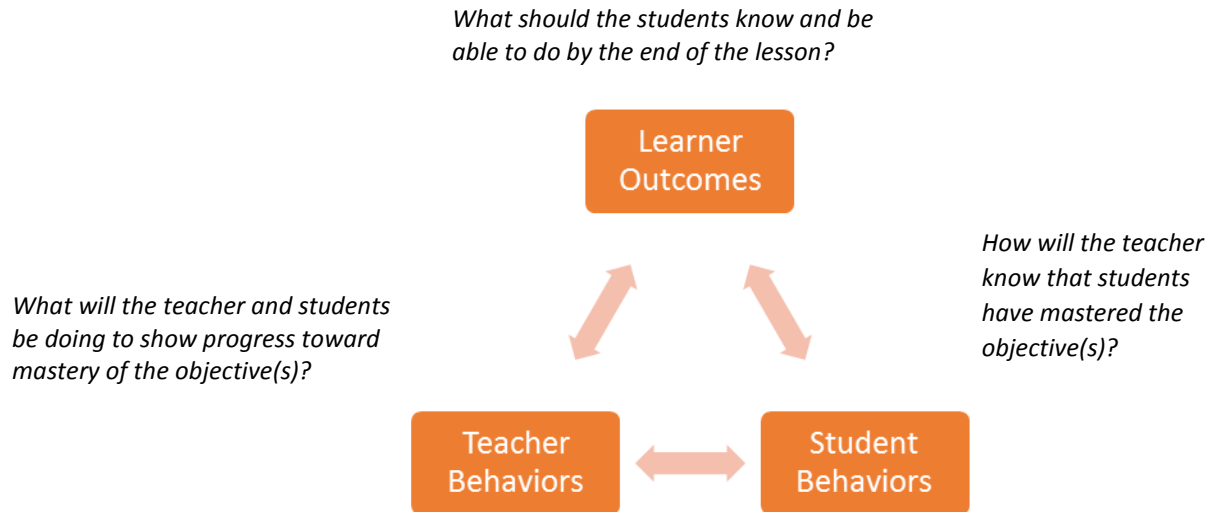 What should the students know and be
able to do by the end of the lesson?
Learner
Outcomes
How will the teacher
know that students
have mastered the
objective(s)?
What will the teacher and students
be doing to show progress toward
mastery of the objective(s)?
Teacher
Behaviors
Student
Behaviors